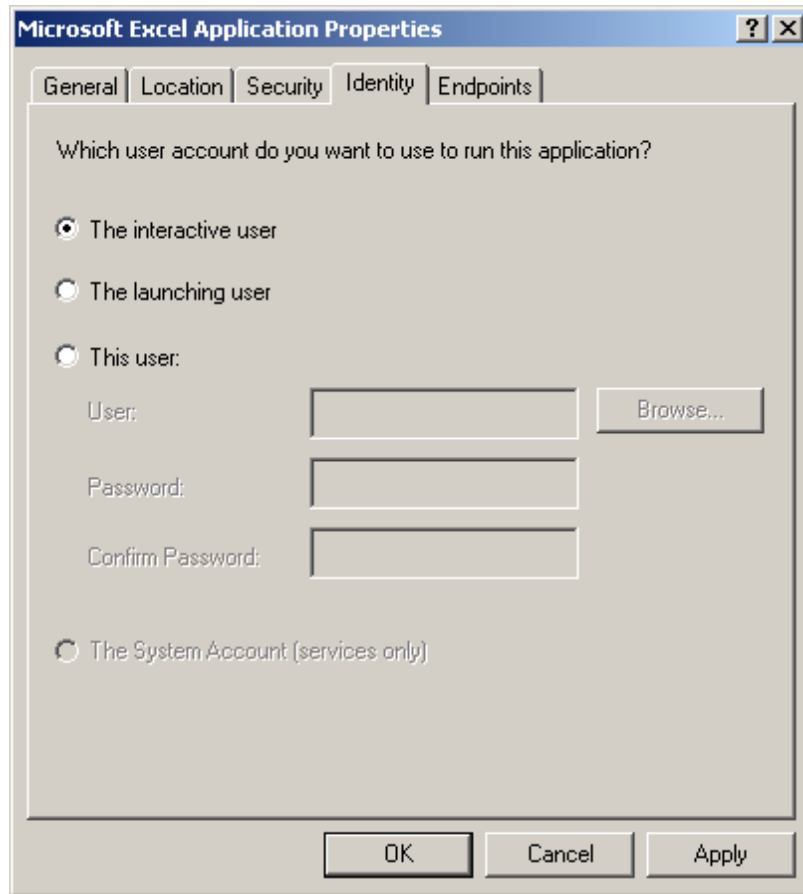 Microsoft Excel Application Properties
General Location Security Identity Endpoints
Which user account do you want to use to run this application?
The interactive user
The launching user
This user:
User:
Browse...
Password:
Confirm Password:
The System Account (services only)
OK Cancel Apply